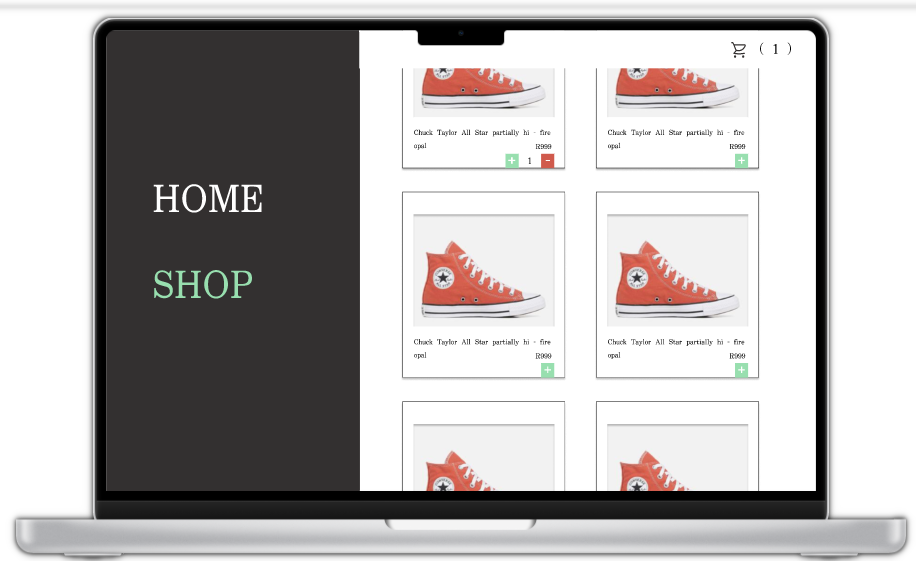 ( 1 )
HOME
SHOP
Chuck Taylor All Star partially hi - fire
opal R999
+ 1 -
Chuck Taylor All Star partially hi - fire
opal R999
+
Chuck Taylor All Star partially hi - fire
opal R999
+
Chuck Taylor All Star partially hi - fire
opal R999
+